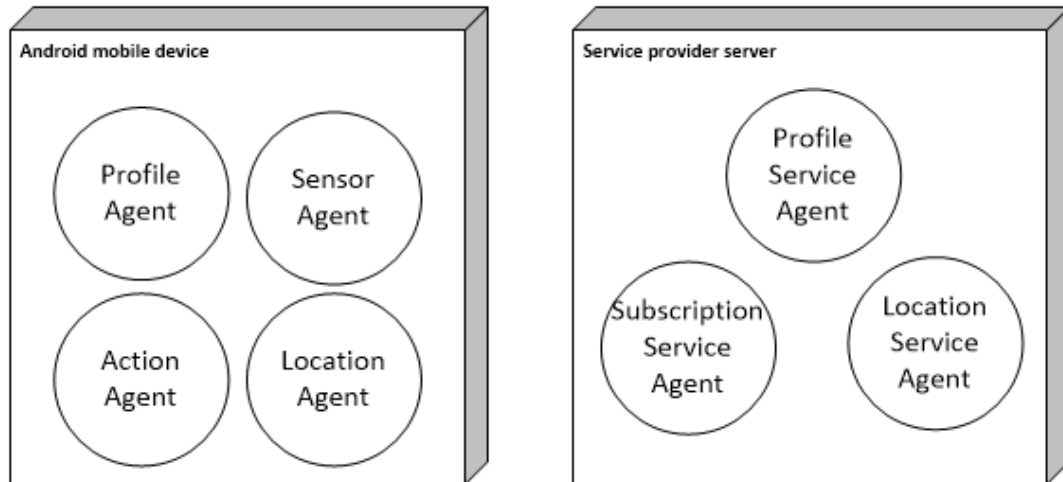 Android mobile device
Profile
Agent
Sensor
Agent
Action
Agent
Location
Agent
Service provider server
Profile
Service
Agent
Subscription
Service
Agent
Location
Service
Agent